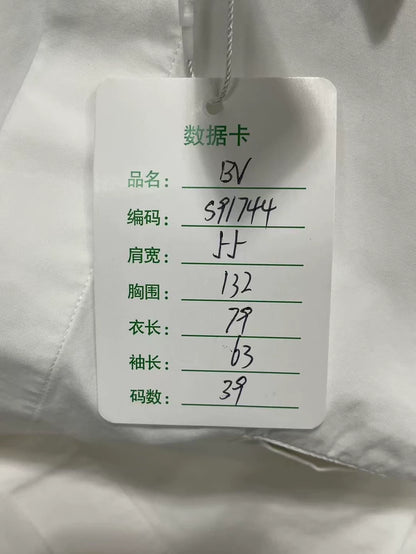 数据卡
品名: BV
编码: S91744
肩宽: 55
胸围: 132
衣长: 79
袖长: 63
码数: 39